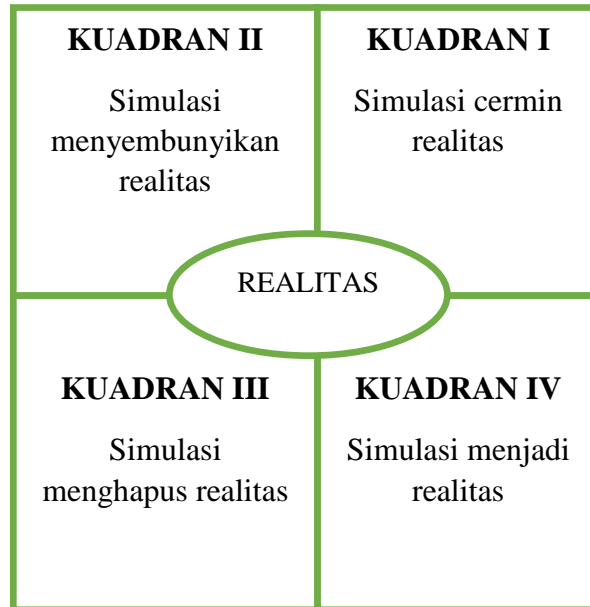 KUADRAN II
Simulasi
menyembunyikan
realitas
KUADRAN I
Simulasi cermin
realitas
REALITAS
KUADRAN III
Simulasi
menghapus realitas
KUADRAN IV
Simulasi menjadi
realitas